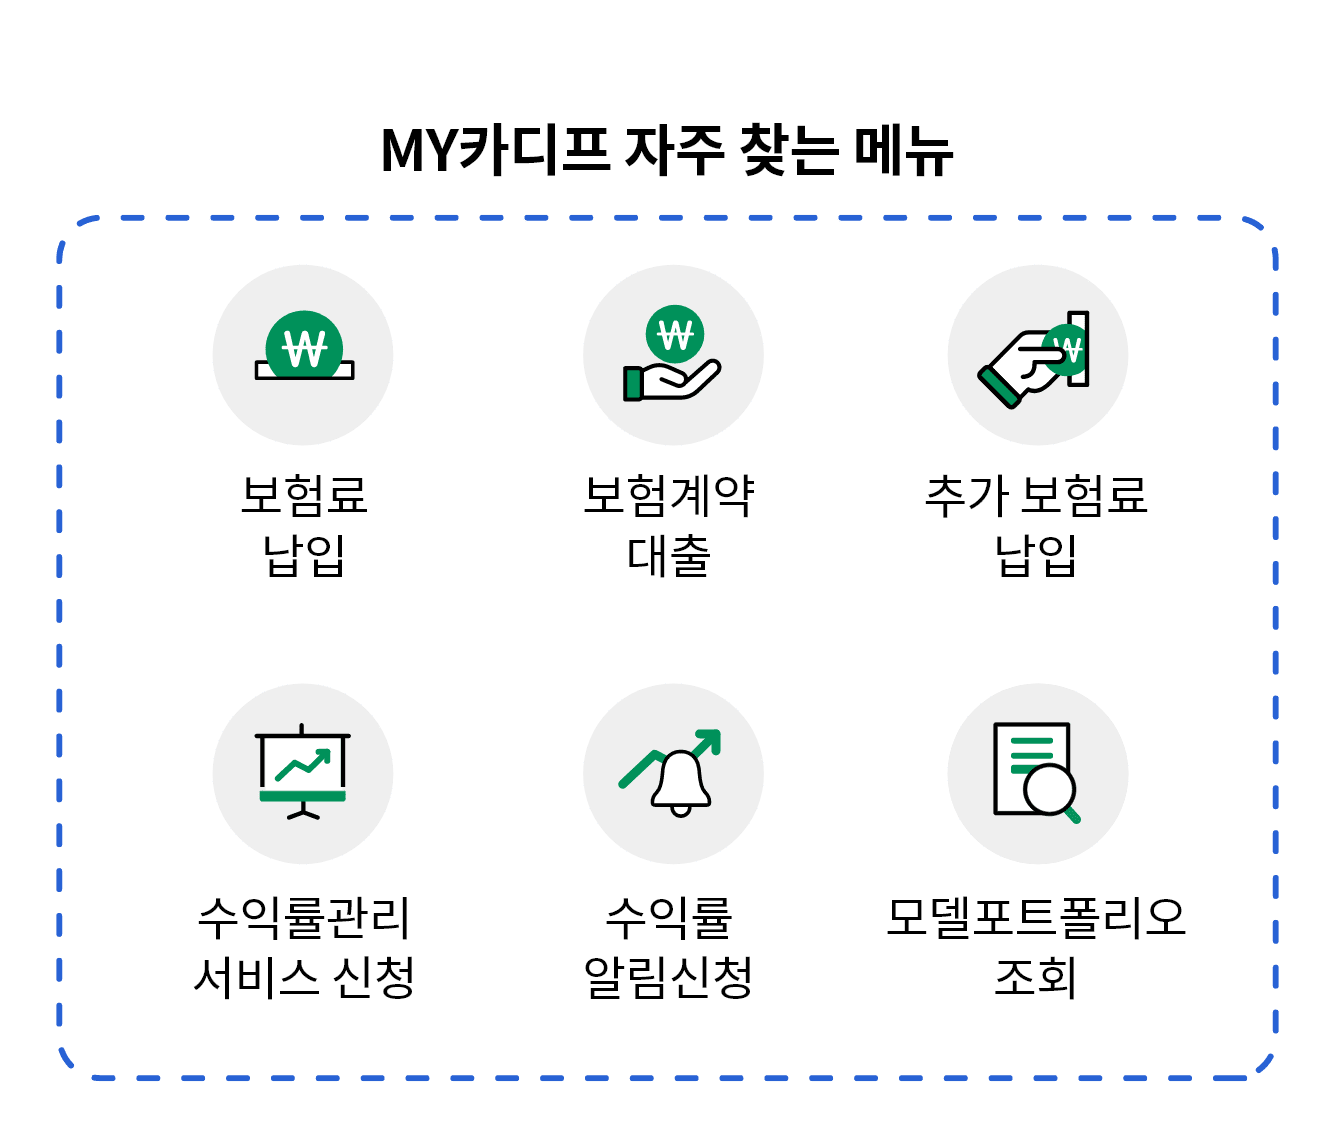 MY카디프 자주 찾는 메뉴
₩
₩
₩
보험료
납입
보험계약
대출
추가 보험료
납입
수익률관리
서비스 신청
수익률
알림신청
모델포트폴리오
조회